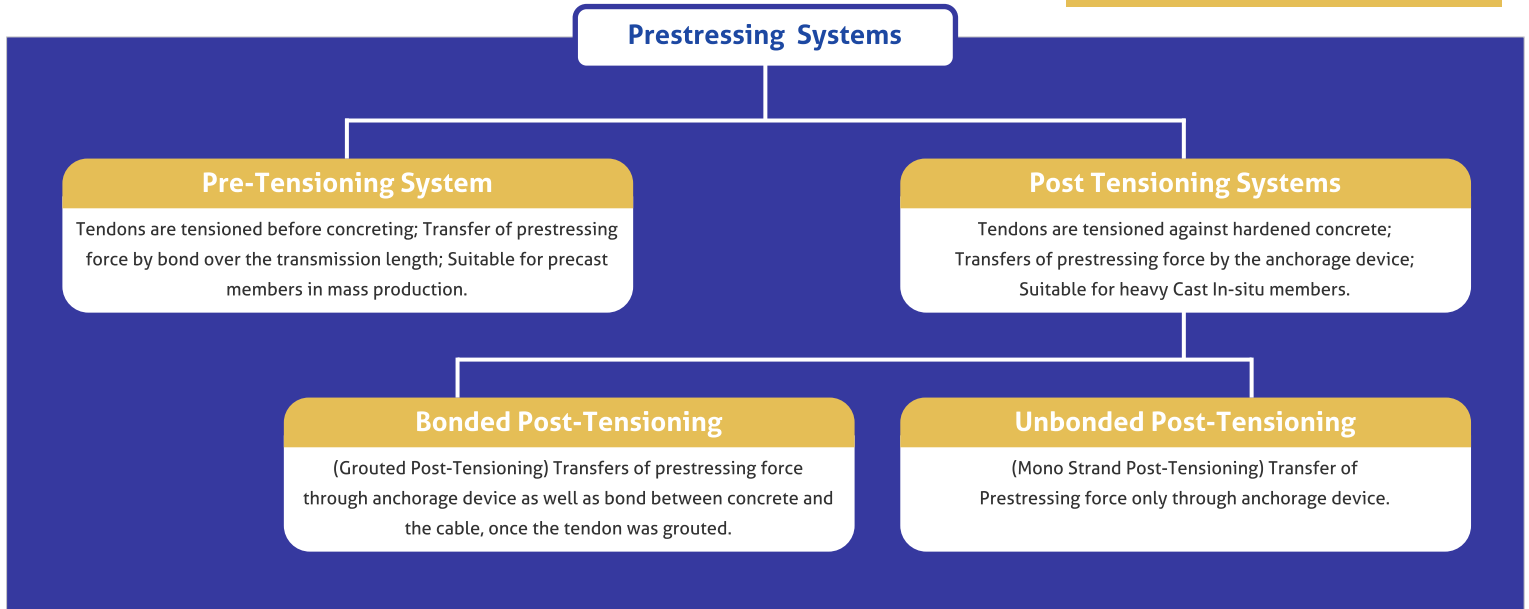 Prestressing Systems
Pre-Tensioning System
Tendons are tensioned before concreting; Transfer of prestressing
force by bond over the transmission length; Suitable for precast
members in mass production.
Post Tensioning Systems
Tendons are tensioned against hardened concrete;
Transfers of prestressing force by the anchorage device;
Suitable for heavy Cast In-situ members.
Bonded Post-Tensioning
(Grouted Post-Tensioning) Transfers of prestressing force
through anchorage device as well as bond between concrete and
the cable, once the tendon was grouted.
Unbonded Post-Tensioning
(Mono Strand Post-Tensioning) Transfer of
Prestressing force only through anchorage device.